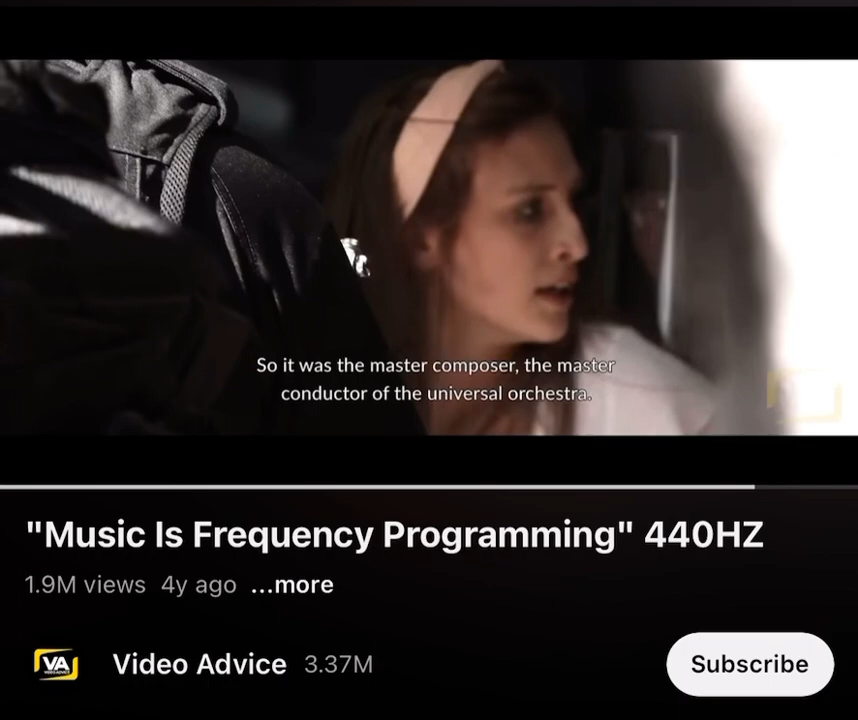 So it was the master composer, the master
conductor of the universal orchestra.
"Music Is Frequency Programming" 440HZ
1.9M views 4y ago ...more
VA
Video Advice 3.37M
Subscribe